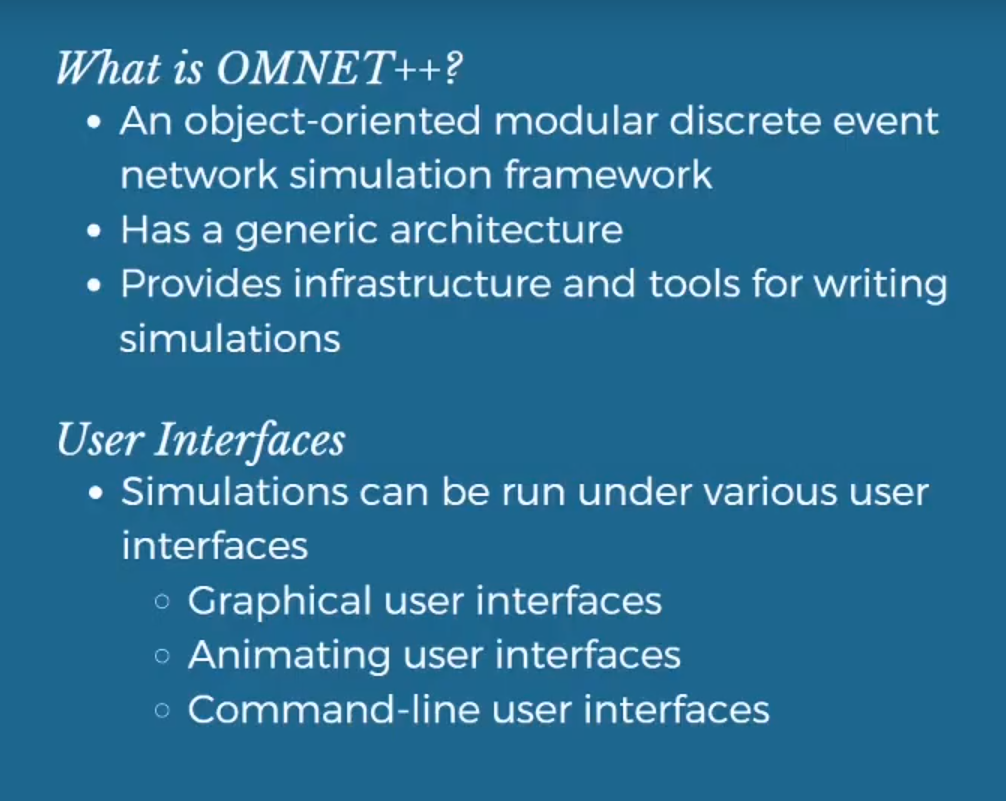 What is OMNET++?
• An object-oriented modular discrete event
network simulation framework
• Has a generic architecture
• Provides infrastructure and tools for writing
simulations
User Interfaces
• Simulations can be run under various user
interfaces
○ Graphical user interfaces
○ Animating user interfaces
○ Command-line user interfaces